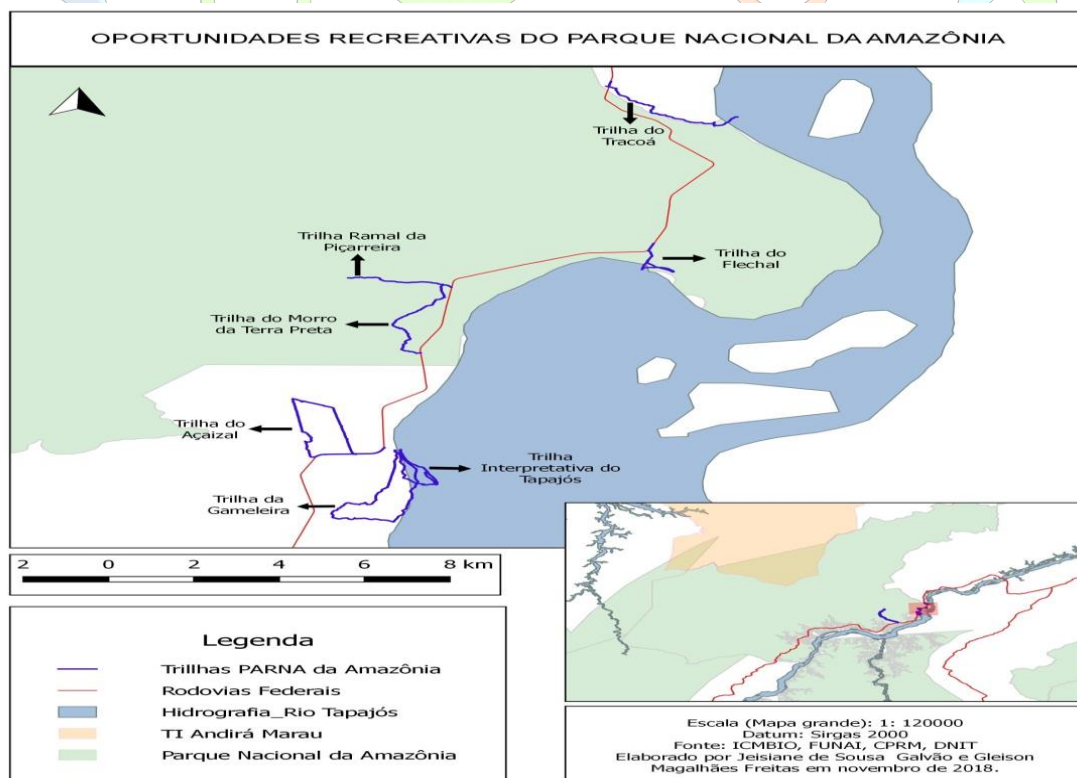 OPORTUNIDADES RECREATIVAS DO PARQUE NACIONAL DA AMAZÔNIA
Trilha do
Tracoá
Trilha Ramal da
Piçarreira
Trilha do
Flechal
Trilha do Morro
da Terra Preta
Trilha do
Açaizal
Trilha
Interpretativa do
Tapajós
Trilha da
Gameleira
2 0 2 4 6 8 km
Legenda
Trillhas PARNA da Amazônia
Rodovias Federais
Hidrografia_Rio Tapajós
TI Andirá Marau
Parque Nacional da Amazônia
Escala (Mapa grande): 1: 120000
Datum: Sirgas 2000
Fonte: ICMBIO, FUNAI, CPRM, DNIT
Elaborado por Jeisiane de Sousa Galvão e Gleison
Magalhães Freitas em novembro de 2018.